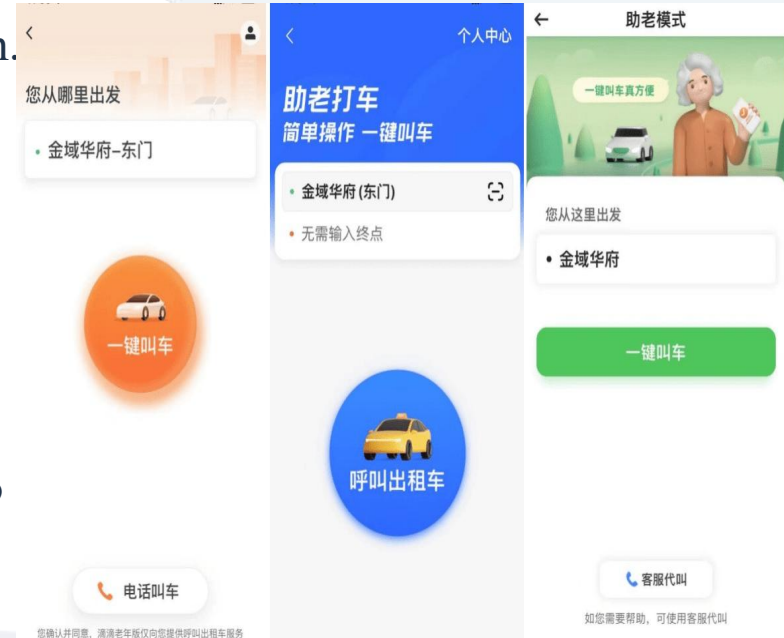 您从哪里出发
金域华府–东门
一键叫车
电话叫车
您确认并同意，滴滴老年版仅向您提供呼叫出租车服务
个人中心
助老打车
简单操作 一键叫车
金域华府(东门)
无需输入终点
呼叫出租车
助老模式
一键叫车真方便
您从这里出发
金域华府
一键叫车
客服代叫
如您需要帮助，可使用客服代叫